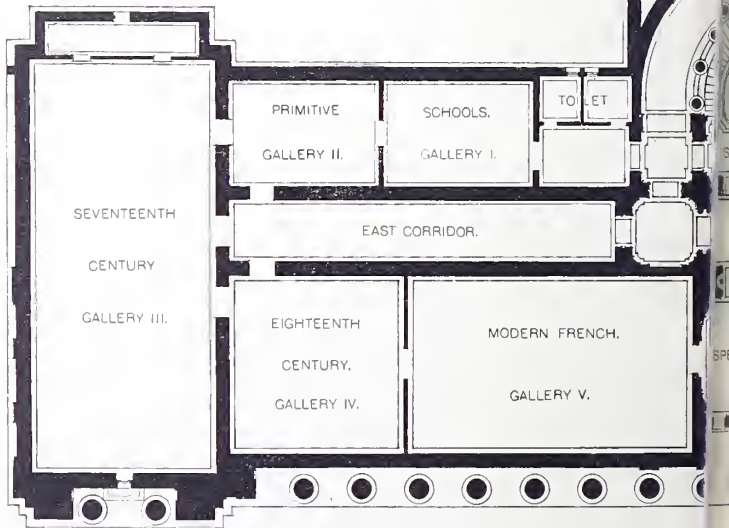 PRIMITIVE
GALLERY II.
SCHOOLS.
GALLERY I.
TOILET
SEVENTEENTH
CENTURY
GALLERY III.
EAST CORRIDOR.
EIGHTEENTH
CENTURY,
GALLERY IV.
MODERN FRENCH.
GALLERY V.